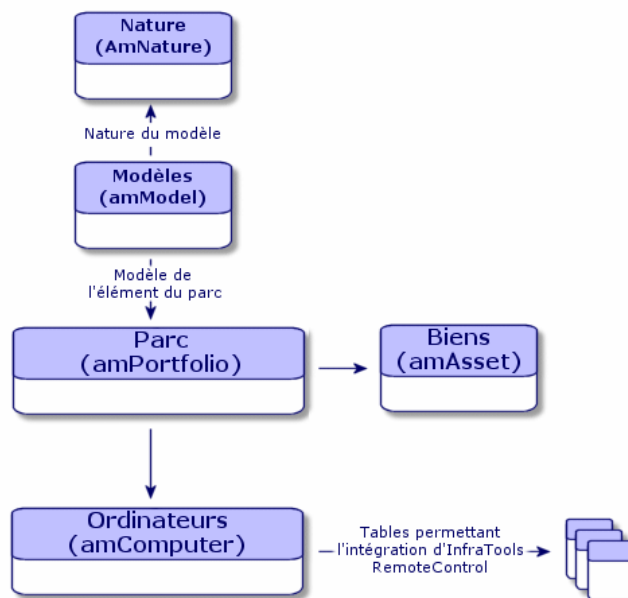 Nature
(AmNature)
Nature du modèle
Modèles
(amModel)
Modèle de
l'élément du parc
Parc
(amPortfolio)
Biens
(amAsset)
Ordinateurs
(amComputer)
Tables permettant
l'intégration d'InfraTools
RemoteControl